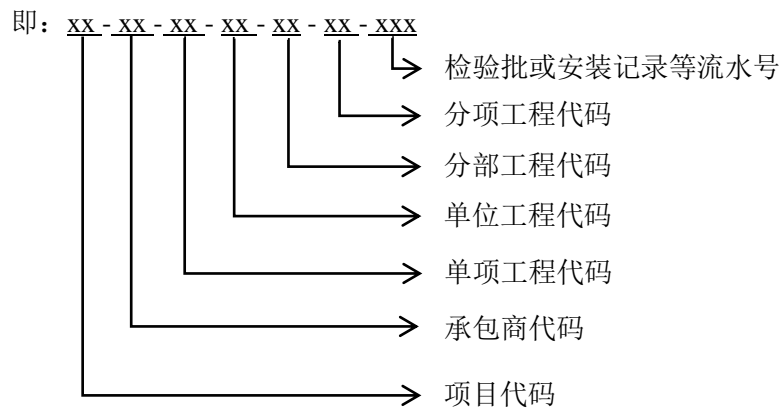 即：xx - xx - xx - xx - xx - xx - xxx
检验批或安装记录等流水号
分项工程代码
分部工程代码
单位工程代码
单项工程代码
承包商代码
项目代码